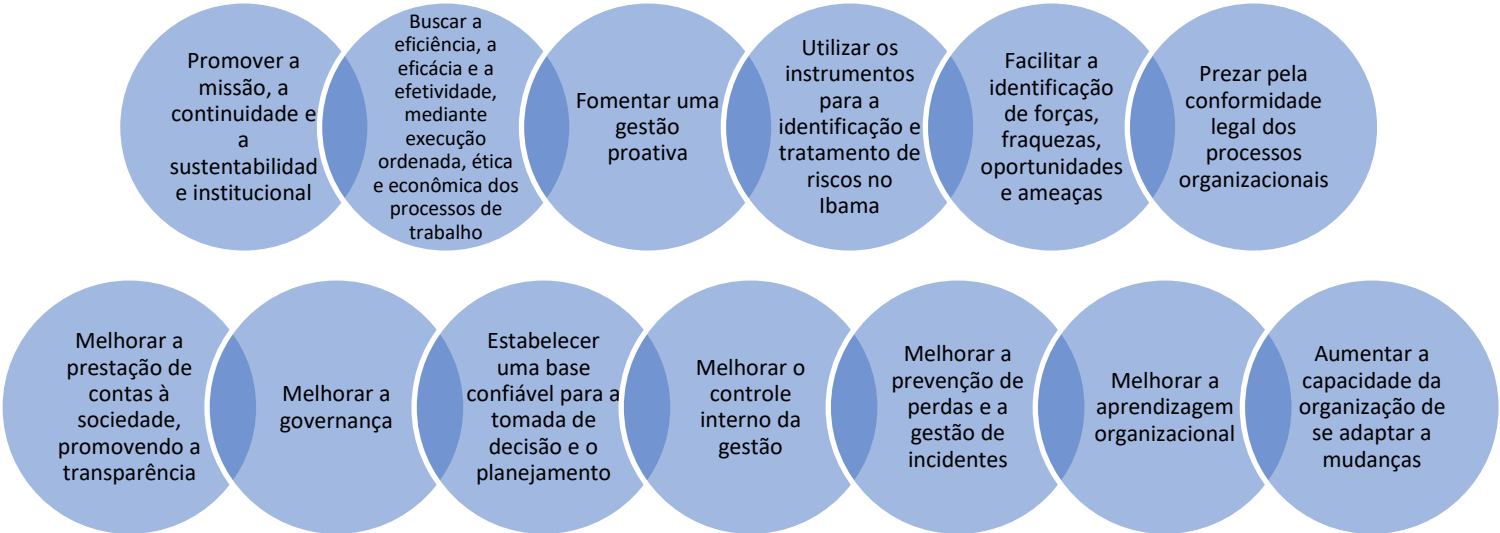 Promover a
missão, a
continuidade e
a
sustentabilidad
e institucional
Buscar a
eficiência, a
eficácia e a
efetividade,
mediante
execução
ordenada, ética
e econômica dos
processos de
trabalho
Fomentar uma
gestão
proativa
Utilizar os
instrumentos
para a
identificação e
tratamento de
riscos no
Ibama
Facilitar a
identificação
de forças,
fraquezas,
oportunidades
e ameaças
Prezar pela
conformidade
legal dos
processos
organizacionais
Melhorar a
prestação de
contas à
sociedade,
promovendo a
transparência
Melhorar a
governança
Estabelecer
uma base
confiável para a
tomada de
decisão e o
planejamento
Melhorar o
controle
interno da
gestão
Melhorar a
prevenção de
perdas e a
gestão de
incidentes
Melhorar a
aprendizagem
organizacional
Aumentar a
capacidade da
organização de
se adaptar a
mudanças